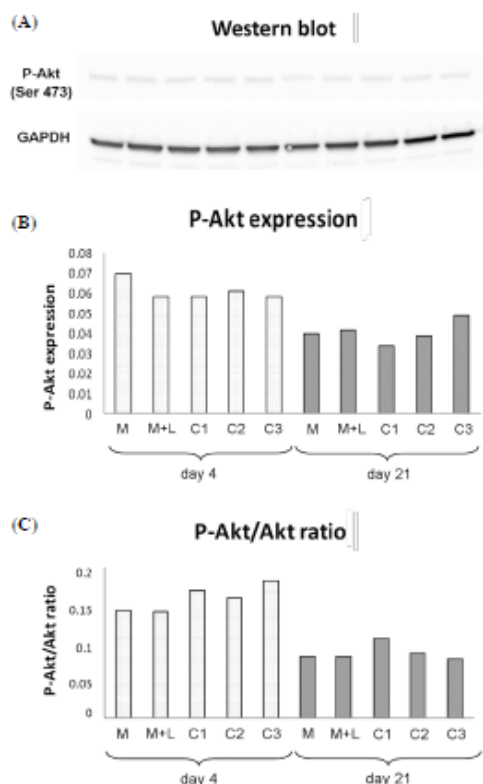 (A)
Western blot
P-Akt
(Ser 473)
GAPDH
(B)
P-Akt expression
P-Akt expression
0.08
0.07
0.06
0.05
0.04
0.03
0.02
0.01
0
M M+L C1 C2 C3 M M+L C1 C2 C3
day 4 day 21
(C)
P-Akt/Akt ratio
P-Akt/Akt ratio
0.2
0.15
0.1
0.05
0
M M+L C1 C2 C3 M M+L C1 C2 C3
day 4 day 21